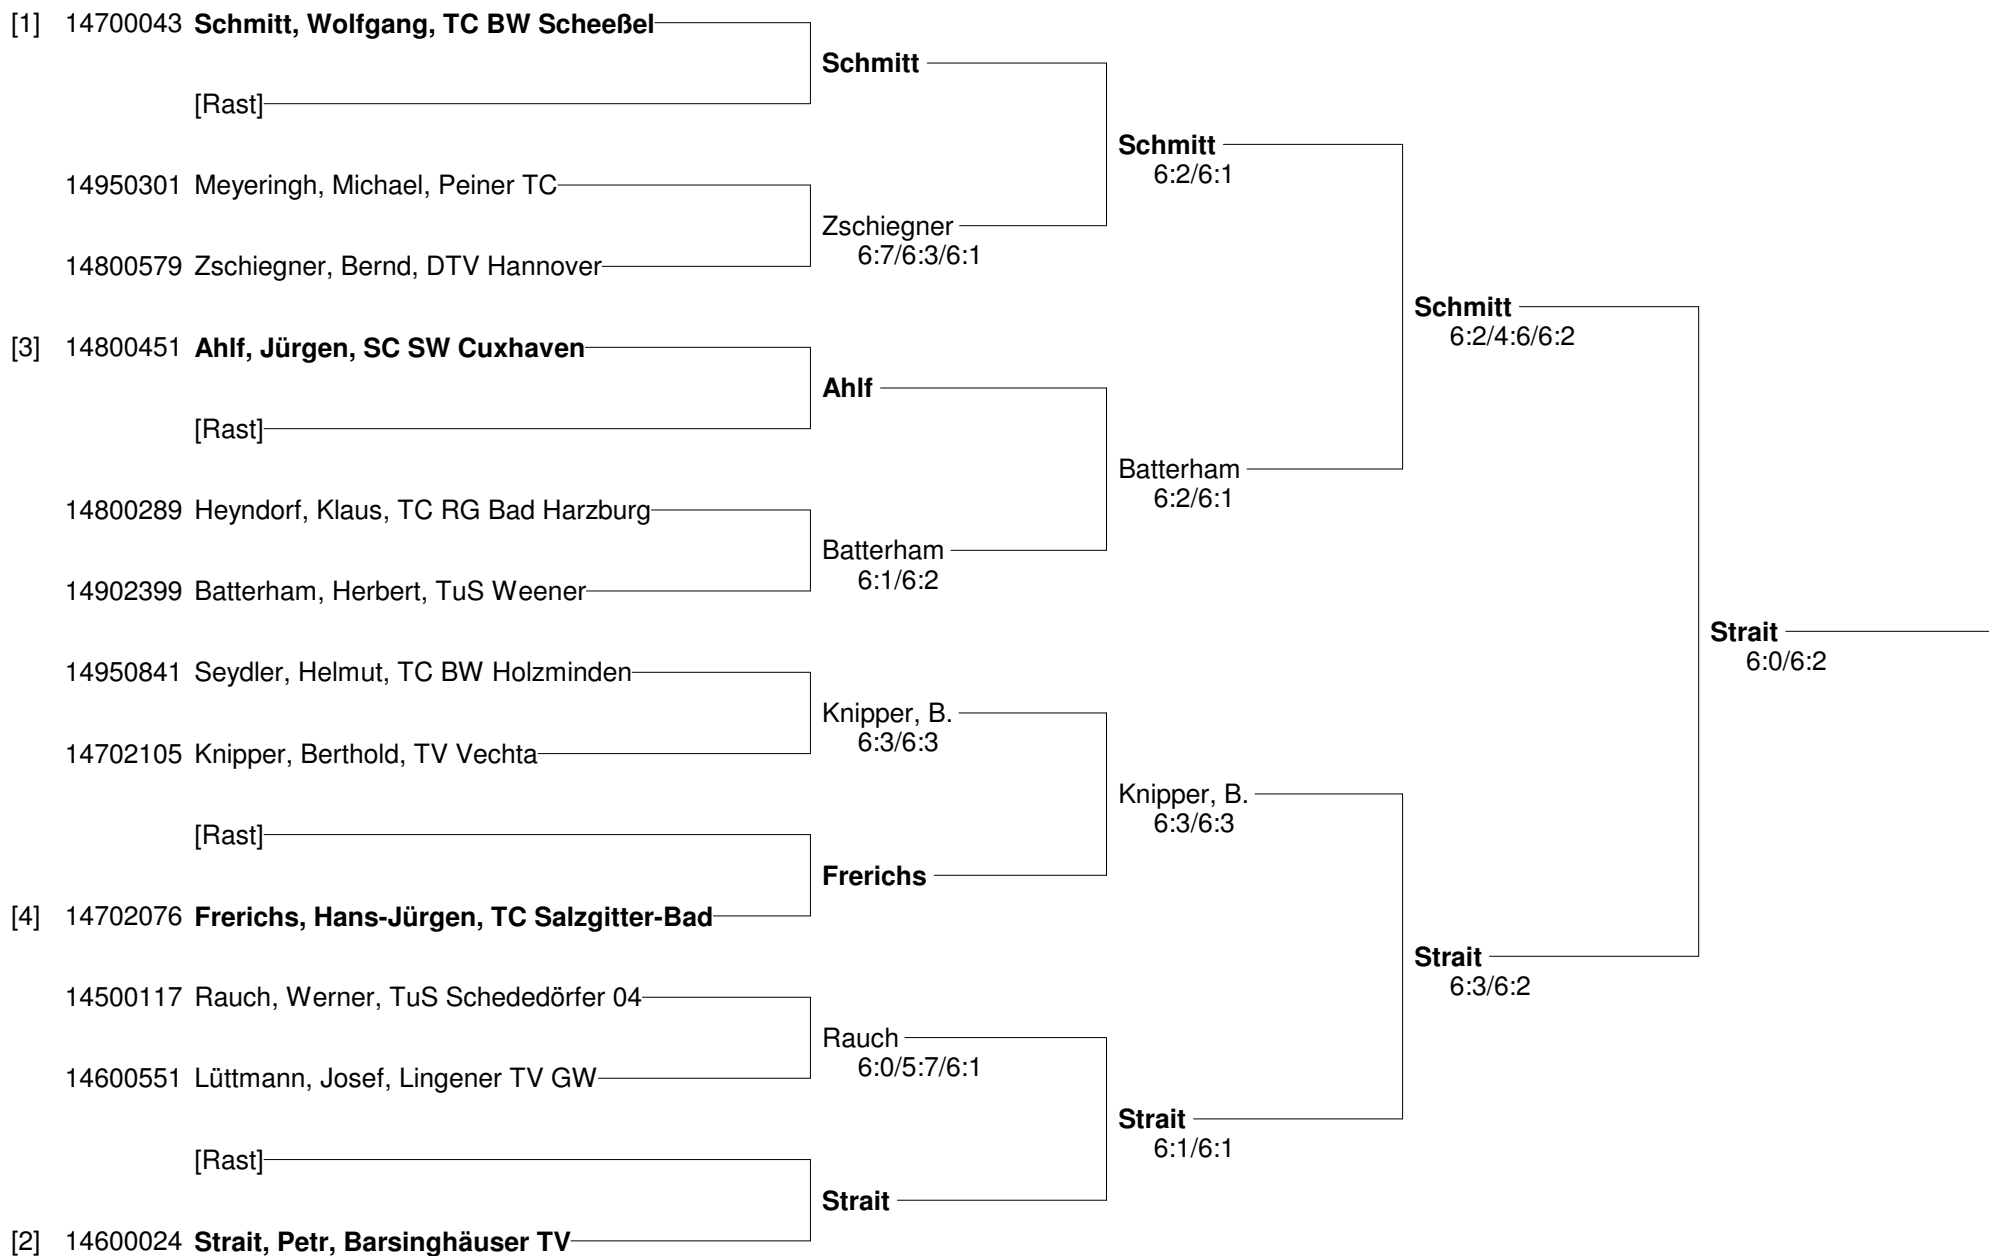 [1] 14700043 Schmitt, Wolfgang, TC BW Scheeßel
Schmitt
[Rast]
Schmitt
6:2/6:1
14950301 Meyeringh, Michael, Peiner TC
Zschiegner
6:7/6:3/6:1
14800579 Zschiegner, Bernd, DTV Hannover
Schmitt
6:2/4:6/6:2
[3] 14800451 Ahlf, Jürgen, SC SW Cuxhaven
Ahlf
[Rast]
Batterham
6:2/6:1
14800289 Heyndorf, Klaus, TC RG Bad Harzburg
Batterham
6:1/6:2
14902399 Batterham, Herbert, TuS Weener
Strait
6:0/6:2
14950841 Seydler, Helmut, TC BW Holzminden
Knipper, B.
6:3/6:3
14702105 Knipper, Berthold, TV Vechta
Knipper, B.
6:3/6:3
[Rast]
Frerichs
[4] 14702076 Frerichs, Hans-Jürgen, TC Salzgitter-Bad
Strait
6:3/6:2
14500117 Rauch, Werner, TuS Schededörfer 04
Rauch
6:0/5:7/6:1
14600551 Lüttmann, Josef, Lingener TV GW
Strait
6:1/6:1
[Rast]
Strait
[2] 14600024 Strait, Petr, Barsinghäuser TV